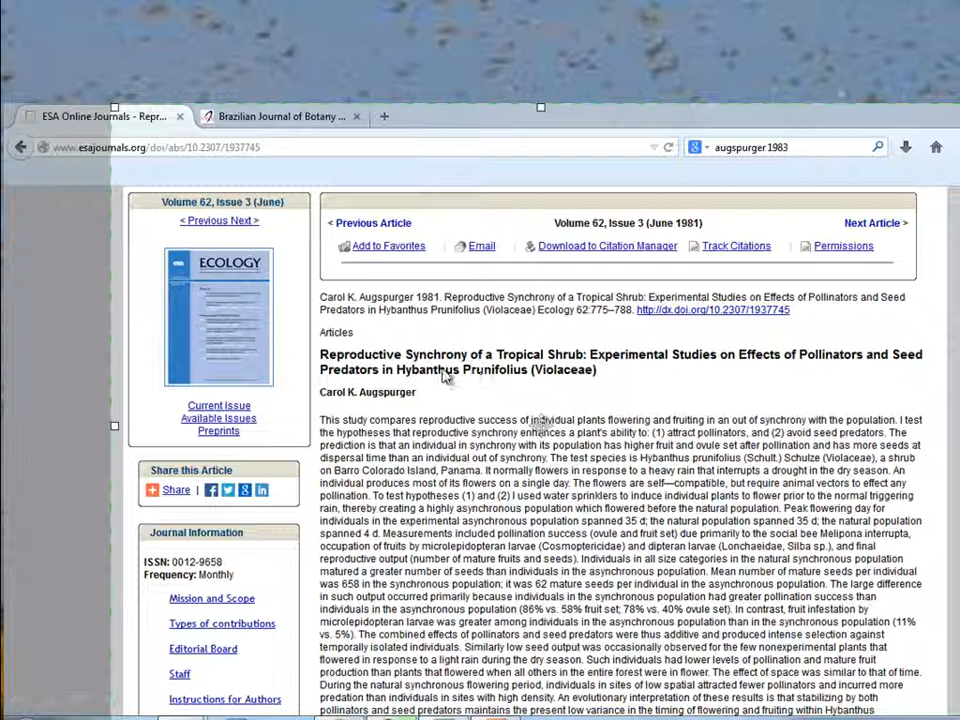 ESA Online Journals - Repr...
Brazilian Journal of Botany ...
www.esajournals.org/doi/abs/10.2307/1937745
augspurger 1983
Volume 62, Issue 3 (June)
< Previous Next >
ECOLOGY
Current Issue
Available Issues
Preprints
Share this Article
Share
Journal Information
ISSN: 0012-9658
Frequency: Monthly
Mission and Scope
Types of contributions
Editorial Board
Staff
Instructions for Authors
< Previous Article
Volume 62, Issue 3 (June 1981)
Next Article >
Add to Favorites
Email
Download to Citation Manager
Track Citations
Permissions
Carol K. Augspurger 1981. Reproductive Synchrony of a Tropical Shrub: Experimental Studies on Effects of Pollinators and Seed
Predators in Hybanthus Prunifolius (Violaceae) Ecology 62:775–788. http://dx.doi.org/10.2307/1937745
Articles
Reproductive Synchrony of a Tropical Shrub: Experimental Studies on Effects of Pollinators and Seed
Predators in Hybanthus Prunifolius (Violaceae)
Carol K. Augspurger
This study compares reproductive success of individual plants flowering and fruiting in an out of synchrony with the population. I test
the hypotheses that reproductive synchrony enhances a plant's ability to: (1) attract pollinators, and (2) avoid seed predators. The
prediction is that an individual in synchrony with its population has higher fruit and ovule set after pollination and has more seeds at
dispersal time than an individual out of synchrony. The test species is Hybanthus prunifolius (Schult.) Schulze (Violaceae), a shrub
on Barro Colorado Island, Panama. It normally flowers in response to a heavy rain that interrupts a drought in the dry season. An
individual produces most of its flowers on a single day. The flowers are self—compatible, but require animal vectors to effect any
pollination. To test hypotheses (1) and (2) I used water sprinklers to induce individual plants to flower prior to the normal triggering
rain, thereby creating a highly asynchronous population which flowered before the natural population. Peak flowering day for
individuals in the experimental asynchronous population spanned 35 d; the natural population spanned 35 d; the natural population
spanned 4 d. Measurements included pollination success (ovule and fruit set) due primarily to the social bee Melipona interrupta,
occupation of fruits by microlepidopteran larvae (Cosmoptericidae) and dipteran larvae (Lonchaeidae, Silba sp.), and final
reproductive output (number of mature fruits and seeds). Individuals in all size categories in the natural synchronous population
matured a greater number of seeds than individuals in the asynchronous population. Mean number of mature seeds per individual
was 658 in the synchronous population; it was 62 mature seeds per individual in the asynchronous population. The large difference
in such output occurred primarily because individuals in the synchronous population had greater pollination success than
individuals in the asynchronous population (86% vs. 58% fruit set; 78% vs. 40% ovule set). In contrast, fruit infestation by
microlepidopteran larvae was greater among individuals in the asynchronous population than in the synchronous population (11%
vs. 5%). The combined effects of pollinators and seed predators were thus additive and produced intense selection against
temporally isolated individuals. Similarly low seed output was occasionally observed for the few nonexperimental plants that
flowered in response to a light rain during the dry season. Such individuals had lower levels of pollination and mature fruit
production than plants that flowered when all others in the entire forest were in flower. The effect of space was similar to that of time.
During the natural synchronous flowering period, individuals in sites of low spatial attracted fewer pollinators and incurred more
predation than individuals in sites with high density. An evolutionary interpretation of these results is that stabilizing by both
pollinators and seed predators maintains the present low variance in the timing of flowering and fruiting within Hybanthus